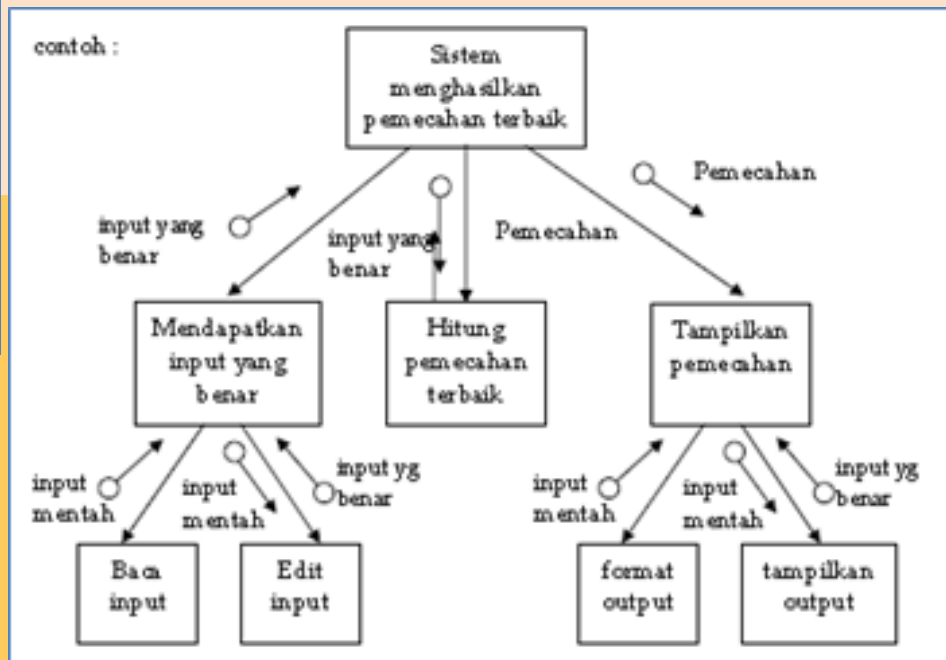 contoh :
Sistem
menghasilkan
pemecahan terbaik
Pemecahan
input yang
benar
input yang
benar
Pemecahan
Mendapatkan
input yang
benar
Hitung
pemecahan
terbaik
Tampilkan
pemecahan
input
mentah
input
mentah
input yg
benar
input
mentah
input
mentah
input yg
benar
Baca
input
Edit
input
format
output
tampilkan
output